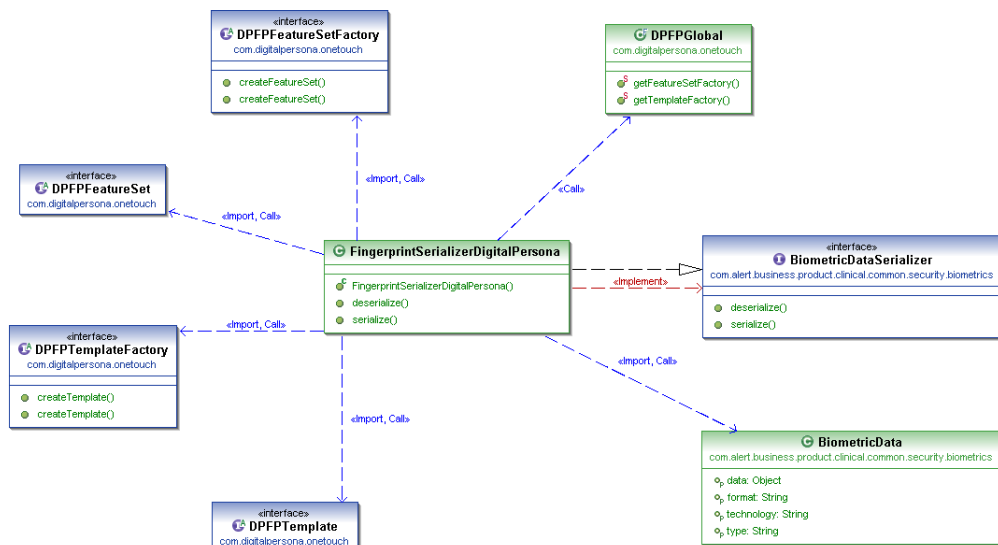 «interface»
DPFPFeatureSetFactory
com.digitalpersona.onetouch
createFeatureSet()
createFeatureSet()
DPFPGlobal
com.digitalpersona.onetouch
getFeatureSetFactory()
getTemplateFactory()
«Import, Call»
«Call»
«interface»
DPFPFeatureSet
com.digitalpersona.onetouch
«Import, Call»
FingerprintSerializerDigitalPersona
FingerprintSerializerDigitalPersona()
deserialize()
serialize()
«Implement»
«interface»
BiometricDataSerializer
com.alert.business.product.clinical.common.security.biometrics
deserialize()
serialize()
«interface»
DPFPTemplateFactory
com.digitalpersona.onetouch
createTemplate()
createTemplate()
«Import, Call»
«Import, Call»
«Import, Call»
BiometricData
com.alert.business.product.clinical.common.security.biometrics
data: Object
format: String
technology: String
type: String
«interface»
DPFPTemplate
com.digitalpersona.onetouch